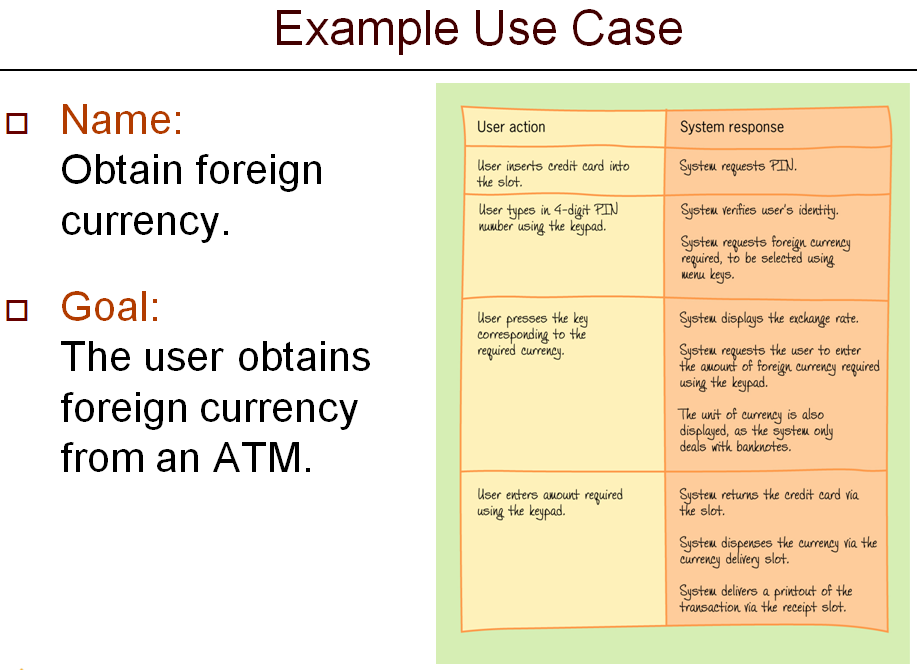 Example Use Case
Name:
Obtain foreign
currency.
Goal:
The user obtains
foreign currency
from an ATM.
User action
System response
User inserts credit card into
the slot.
System requests PIN.
User types in 4-digit PIN
number using the keypad.
System verifies user's identity.
System requests foreign currency
required, to be selected using
menu keys.
User presses the key
corresponding to the
required currency.
System displays the exchange rate.
System requests the user to enter
the amount of foreign currency required
using the keypad.
The unit of currency is also
displayed, as the system only
deals with banknotes.
User enters amount required
using the keypad.
System returns the credit card via
the slot.
System dispenses the currency via the
currency delivery slot.
System delivers a printout of the
transaction via the receipt slot.